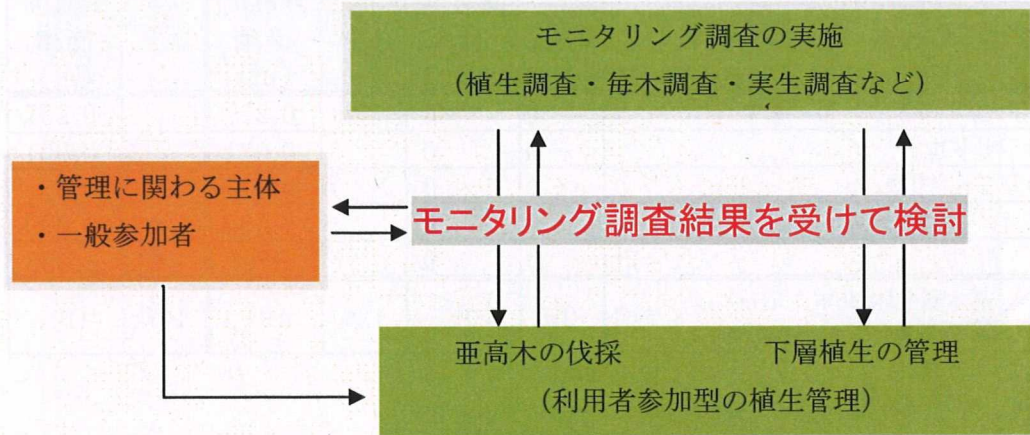 モニタリング調査の実施
(植生調査・毎木調査・実生調査など)
・管理に関わる主体
・一般参加者
モニタリング調査結果を受けて検討
亜高木の伐採 下層植生の管理
(利用者参加型の植生管理)